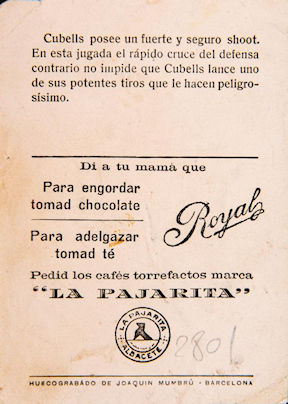 Cubells posee un fuerte y seguro shoot.
En esta jugada el rápido cruce del defensa
contrario no impide que Cubells lance uno
de sus potentes tiros que le hacen peligro-
sísimo.
Di a tu mamá que
Para engordar
tomad chocolate
Royal
Para adelgazar
tomad té
Pedid los cafés torrefactos marca
"LA PAJARITA"
LA PAJARITA
ALBACETE
2801
HUECOGRABÁDO DE JOAQUIN MUMBRÚ - BARCELONA